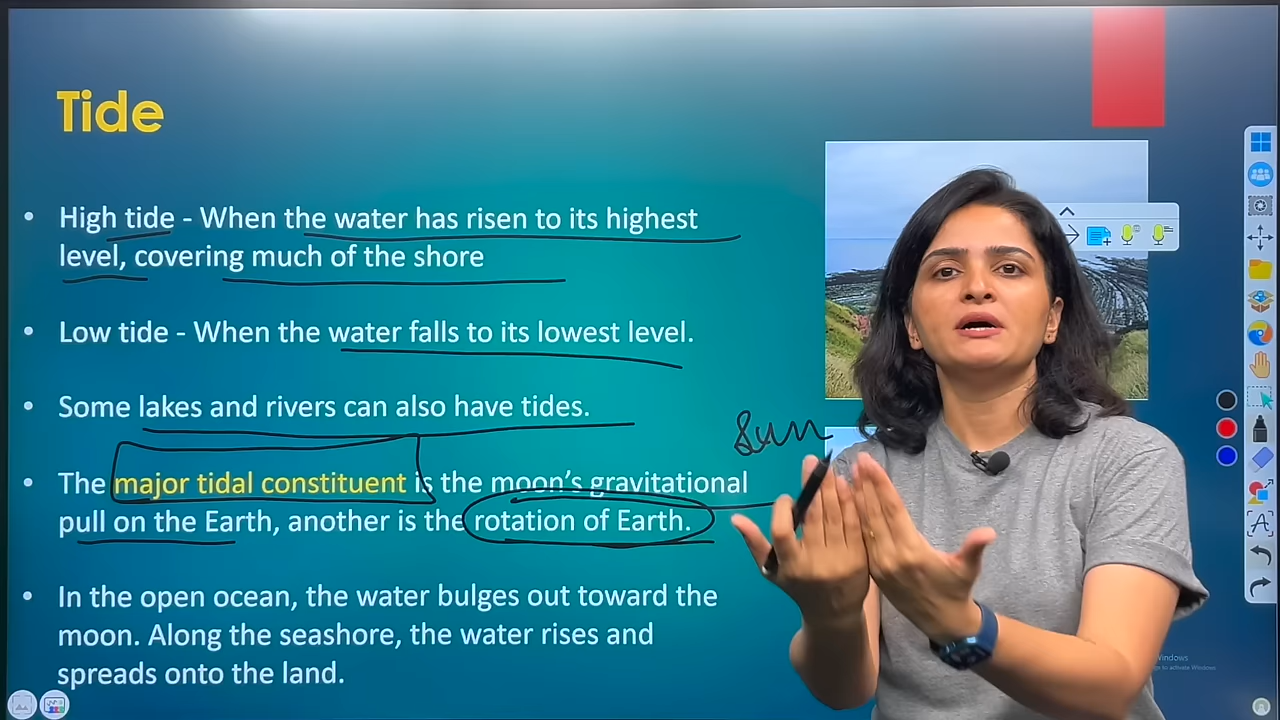 Tide
• High tide - When the water has risen to its highest
level, covering much of the shore
• Low tide - When the water falls to its lowest level.
• Some lakes and rivers can also have tides.
Sun
• The major tidal constituent is the moon's gravitational
pull on the Earth, another is the rotation of Earth.
• In the open ocean, the water bulges out toward the
moon. Along the seashore, the water rises and
spreads onto the land.